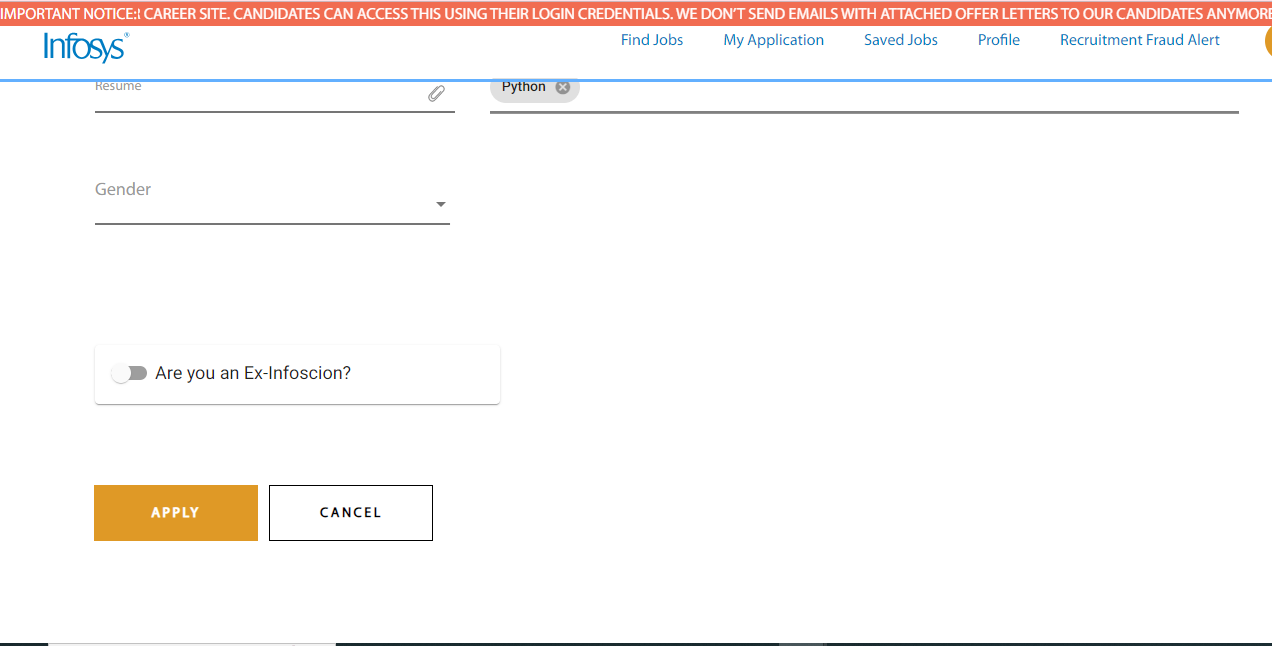 IMPORTANT NOTICE:! CAREER SITE. CANDIDATES CAN ACCESS THIS USING THEIR LOGIN CREDENTIALS. WE DON'T SEND EMAILS WITH ATTACHED OFFER LETTERS TO OUR CANDIDATES ANYMORE
Infosys®
Find Jobs My Application Saved Jobs Profile Recruitment Fraud Alert
Resume
Python
Gender
Are you an Ex-Infoscion?
APPLY CANCEL